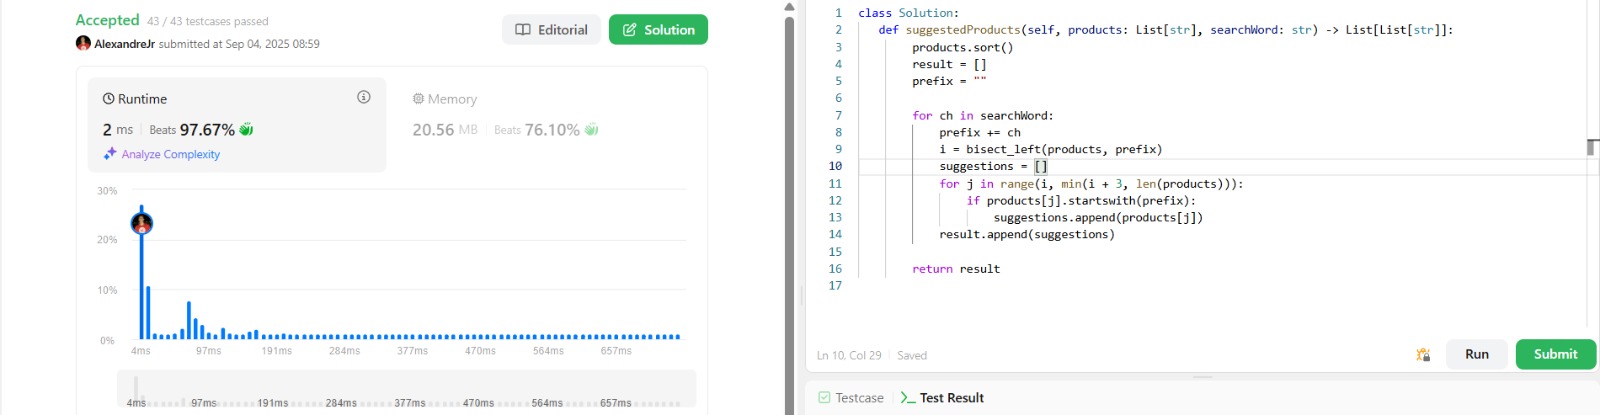 Accepted 43 / 43 testcases passed
AlexandreJr submitted at Sep 04, 2025 08:59
Editorial
Solution
Runtime
2 ms Beats 97.67%
Analyze Complexity
Memory
20.56 MB Beats 76.10%
30%
20%
10%
0%
4ms 97ms 191ms 284ms 377ms 470ms 564ms 657ms
4ms 97ms 191ms 284ms 377ms 470ms 564ms 657ms
1 class Solution:
2 def suggestedProducts(self, products: List[str], searchWord: str) -> List[List[str]]:
3 products.sort()
4 result = []
5 prefix = ""
6
7 for ch in searchWord:
8 prefix += ch
9 i = bisect_left(products, prefix)
10 suggestions = []
11 for j in range(i, min(i + 3, len(products))):
12 if products[j].startswith(prefix):
13 suggestions.append(products[j])
14 result.append(suggestions)
15
16 return result
17
Ln 10, Col 29 Saved
Run
Submit
Testcase
Test Result